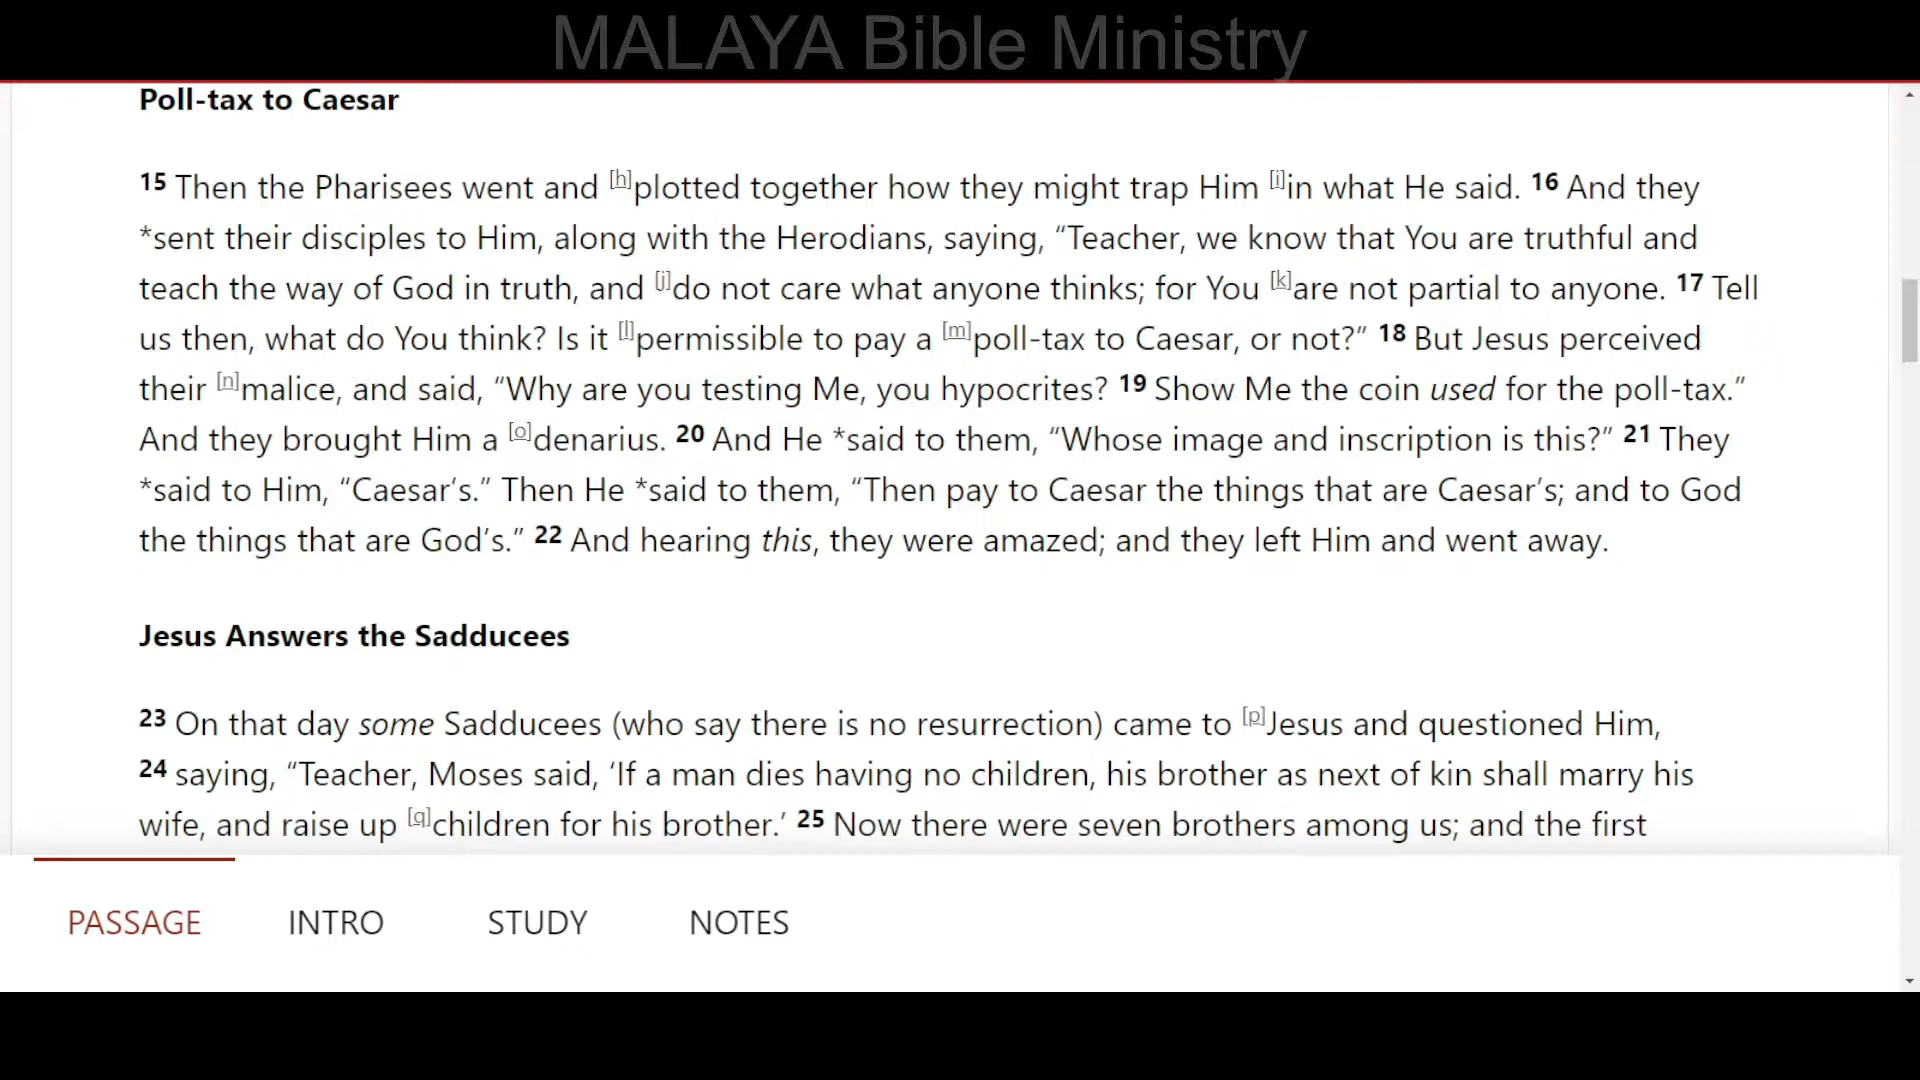 MALAYA Bible Ministry
Poll-tax to Caesar
15 Then the Pharisees went and [h]plotted together how they might trap Him [i]in what He said. 16 And they
*sent their disciples to Him, along with the Herodians, saying, “Teacher, we know that You are truthful and
teach the way of God in truth, and [j]do not care what anyone thinks; for You [k]are not partial to anyone. 17 Tell
us then, what do You think? Is it [l]permissible to pay a [m]poll-tax to Caesar, or not?” 18 But Jesus perceived
their [n]malice, and said, “Why are you testing Me, you hypocrites? 19 Show Me the coin used for the poll-tax.”
And they brought Him a [o]denarius. 20 And He *said to them, “Whose image and inscription is this?” 21 They
*said to Him, “Caesar’s.” Then He *said to them, “Then pay to Caesar the things that are Caesar’s; and to God
the things that are God’s.” 22 And hearing this, they were amazed; and they left Him and went away.
Jesus Answers the Sadducees
23 On that day some Sadducees (who say there is no resurrection) came to [p]Jesus and questioned Him,
24 saying, “Teacher, Moses said, ‘If a man dies having no children, his brother as next of kin shall marry his
wife, and raise up [q]children for his brother.’ 25 Now there were seven brothers among us; and the first
PASSAGE INTRO STUDY NOTES